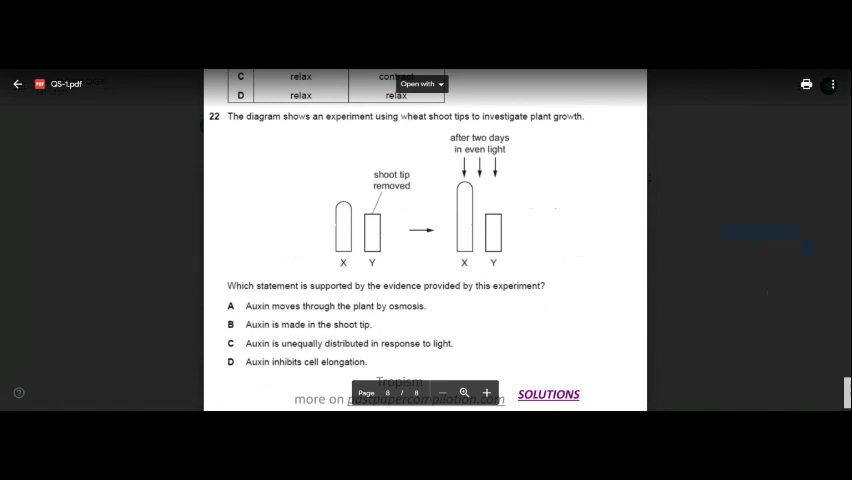 QS-1.pdf
Open with
C relax contract
D relax relax
22 The diagram shows an experiment using wheat shoot tips to investigate plant growth.
after two days
in even light
shoot tip
removed
X Y X Y
Which statement is supported by the evidence provided by this experiment?
A Auxin moves through the plant by osmosis.
B Auxin is made in the shoot tip.
C Auxin is unequally distributed in response to light.
D Auxin inhibits cell elongation.
Tropism
Page 8 / 8
more on pastpapercompilation.com
SOLUTIONS